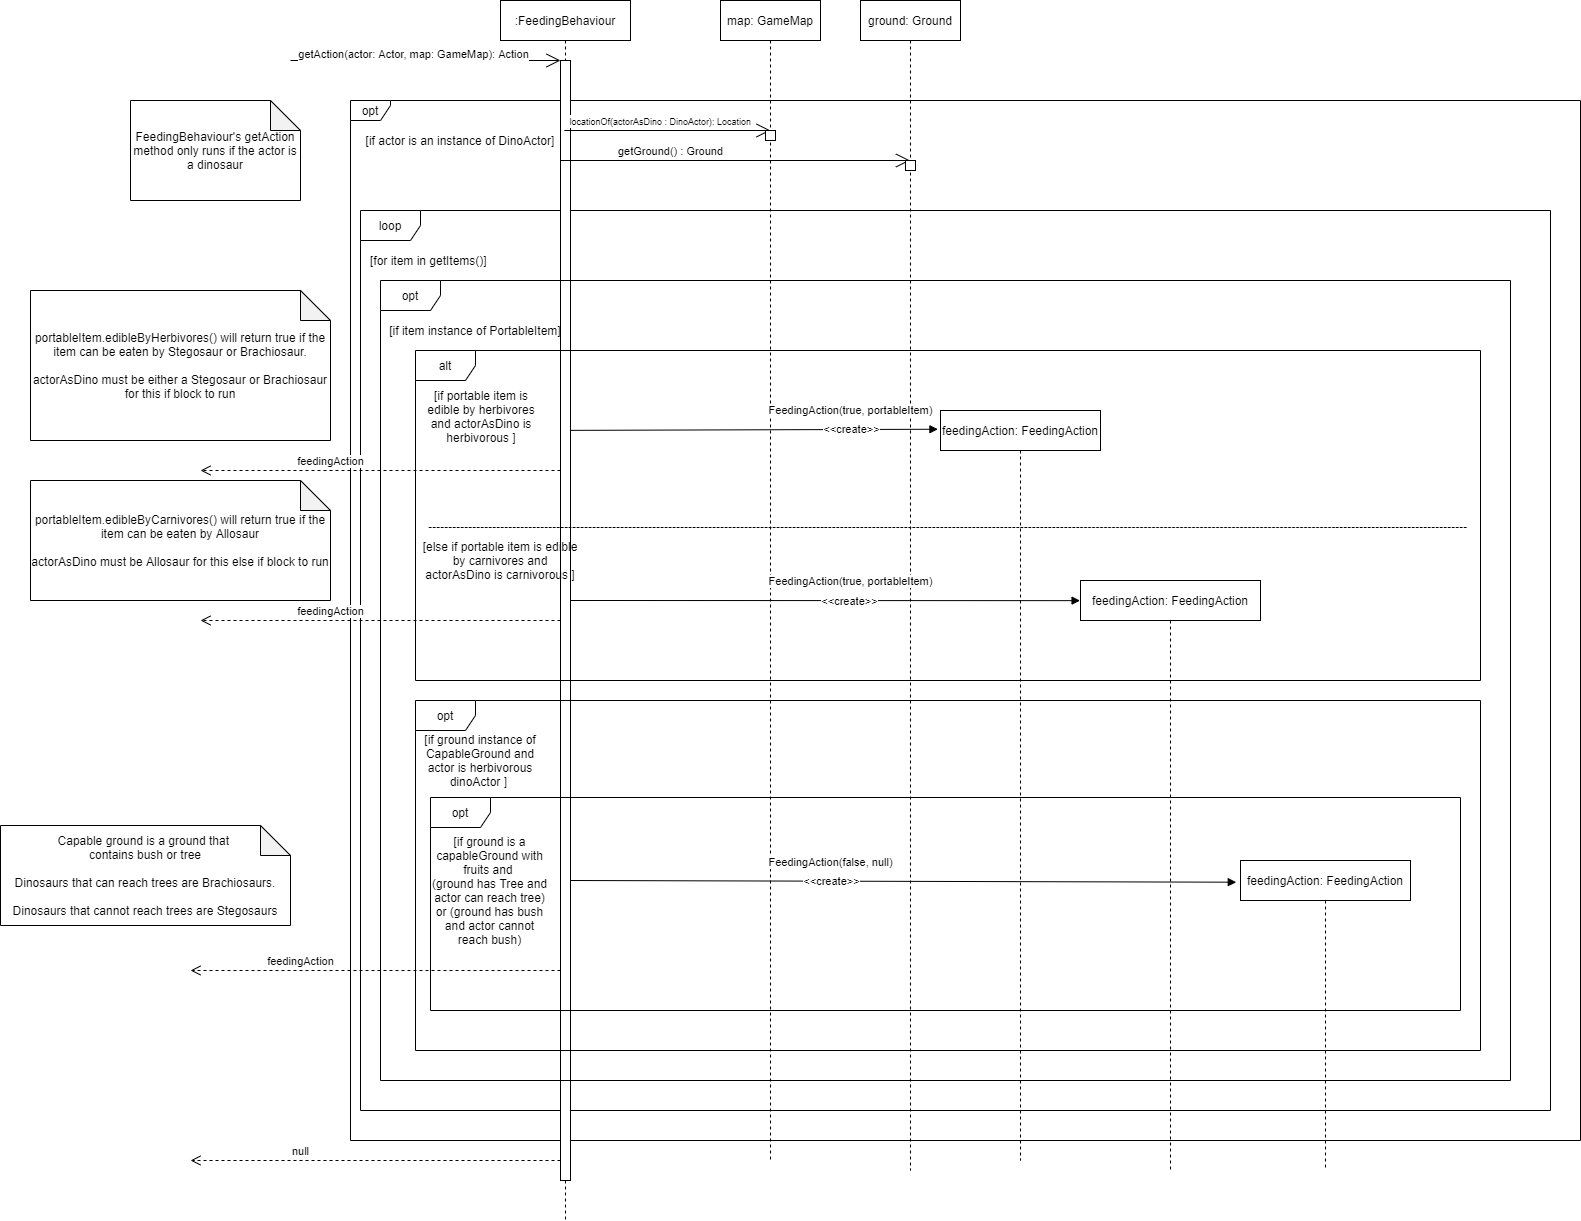 :FeedingBehaviour
map: GameMap
ground: Ground
getAction(actor: Actor, map: GameMap): Action
opt
FeedingBehaviour's getAction
method only runs if the actor is
a dinosaur
[if actor is an instance of DinoActor]
locationOf(actorAsDino : DinoActor): Location
getGround() : Ground
loop
[for item in getItems()]
opt
[if item instance of PortableItem]
portableItem.edibleByHerbivores() will return true if the
item can be eaten by Stegosaur or Brachiosaur.
actorAsDino must be either a Stegosaur or Brachiosaur
for this if block to run
alt
[if portable item is
edible by herbivores
and actorAsDino is
herbivorous ]
FeedingAction(true, portableItem)
<<create>>
feedingAction: FeedingAction
feedingAction
portableItem.edibleByCarnivores() will return true if the
item can be eaten by Allosaur
actorAsDino must be Allosaur for this else if block to run
[else if portable item is edible
by carnivores and
actorAsDino is carnivorous ]
FeedingAction(true, portableItem)
<<create>>
feedingAction: FeedingAction
feedingAction
opt
[if ground instance of
CapableGround and
actor is herbivorous
dinoActor ]
opt
Capable ground is a ground that
contains bush or tree
Dinosaurs that can reach trees are Brachiosaurs.
Dinosaurs that cannot reach trees are Stegosaurs
[if ground is a
capableGround with
fruits and
(ground has Tree and
actor can reach tree)
or (ground has bush
and actor cannot
reach bush)
FeedingAction(false, null)
<<create>>
feedingAction: FeedingAction
feedingAction
null